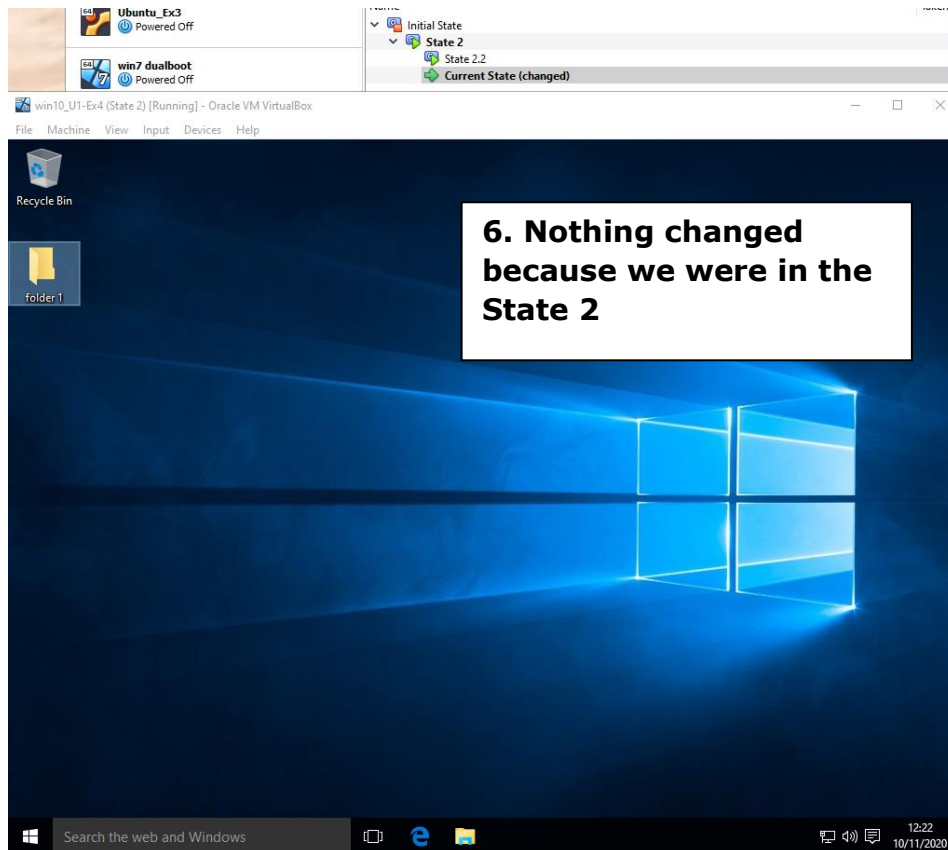 64
Ubuntu_Ex3
Powered Off
64
win7 dualboot
Powered Off
Initial State
State 2
State 2.2
Current State (changed)
win10_U1-Ex4 (State 2) [Running] - Oracle VM VirtualBox
File Machine View Input Devices Help
Recycle Bin
folder 1
6. Nothing changed
because we were in the
State 2
Search the web and Windows
12:22
10/11/2020